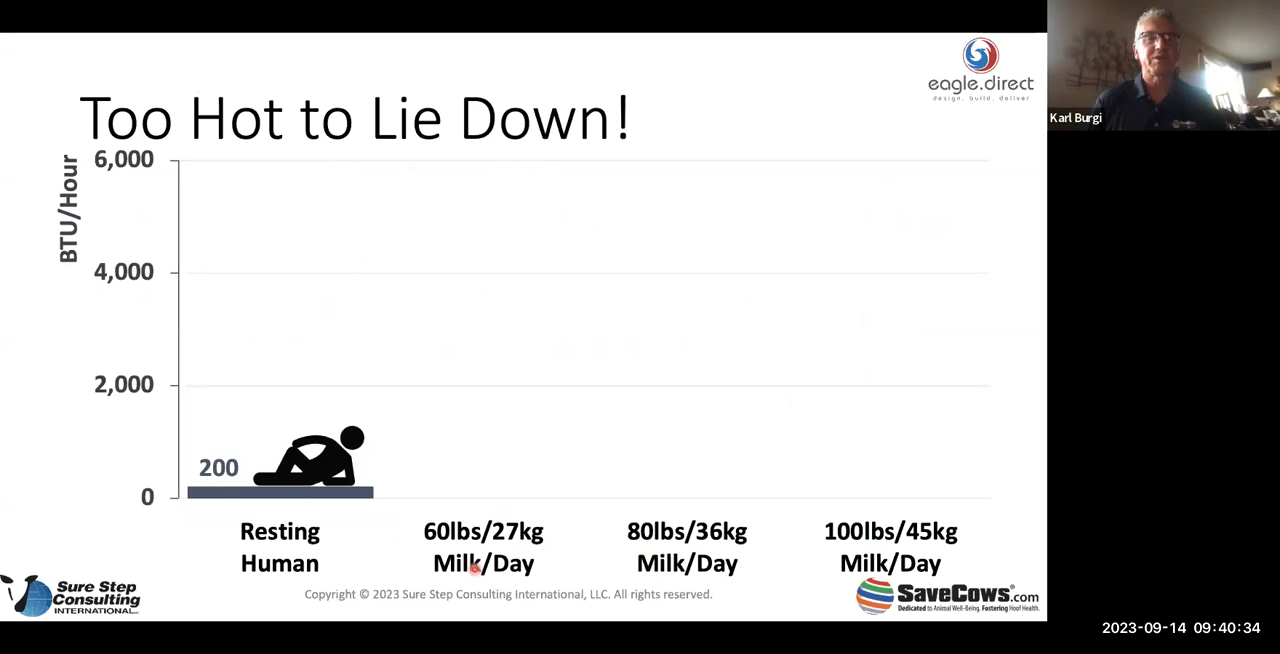 eagle.direct
design. build. deliver
Karl Burgi
Too Hot to Lie Down!
BTU/Hour
6,000
4,000
2,000
0
200
Resting
Human
60lbs/27kg
Milk/Day
80lbs/36kg
Milk/Day
100lbs/45kg
Milk/Day
Sure Step
Consulting
INTERNATIONAL, LLC
Copyright © 2023 Sure Step Consulting International, LLC. All rights reserved.
SaveCows®.com
Dedicated to Animal Well-Being. Fostering Hoof Health.
2023-09-14 09:40:34